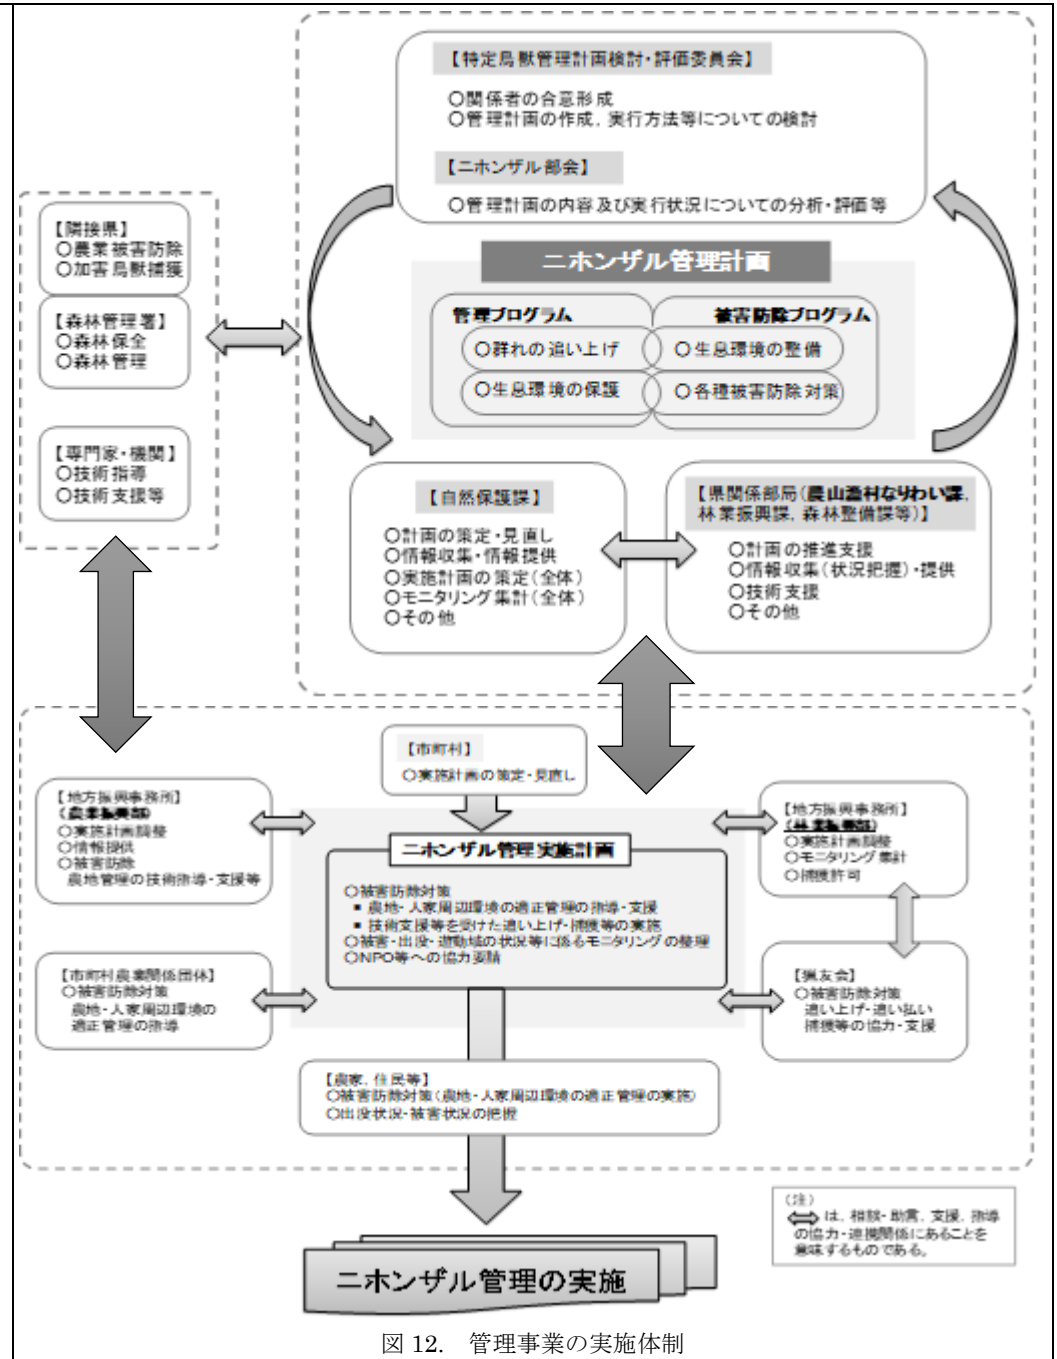 【特定鳥獣管理計画検討・評価委員会】
○関係者の合意形成
○管理計画の作成，実行方法等についての検討
【ニホンザル部会】
○管理計画の内容及び実行状況についての分析・評価等
【隣接県】
○農業被害防除
○加害鳥獣捕獲
【森林管理署】
○森林保全
○森林管理
【専門家・機関】
○技術指導
○技術支援等
ニホンザル管理計画
管理プログラム
被害防除プログラム
○群れの追い上げ
○生息環境の整備
○生息環境の保護
○各種被害防除対策
【自然保護課】
○計画の策定・見直し
○情報収集・情報提供
○実施計画の策定（全体）
○モニタリング集計（全体）
○その他
【県関係部局（農山漁村なりわい課，
林業振興課，森林整備課等）】
○計画の推進支援
○情報収集（状況把握）・提供
○技術支援
○その他
【市町村】
○実施計画の策定・見直し
【地方振興事務所】
（農業振興部）
○実施計画調整
○情報提供
○被害防除
農地管理の技術指導・支援等
【市町村農業関係団体】
○被害防除対策
農地・人家周辺環境の
適正管理の指導
ニホンザル管理実施計画
○被害防除対策
▪ 農地・人家周辺環境の適正管理の指導・支援
▪ 技術支援等を受けた追い上げ・捕獲等の実施
○被害・出没・遊動域の状況等に係るモニタリングの整理
○NPO等への協力要請
【地方振興事務所】
（林業振興部）
○実施計画調整
○モニタリング集計
○捕獲許可
【猟友会】
○被害防除対策
追い上げ・追い払い
捕獲等の協力・支援
【農家，住民等】
○被害防除対策（農地・人家周辺環境の適正管理の実施）
○出没状況・被害状況の把握
（注）
は，相談・助言，支援，指導
の協力・連携関係にあることを
意味するものである。
ニホンザル管理の実施
図 12.　管理事業の実施体制